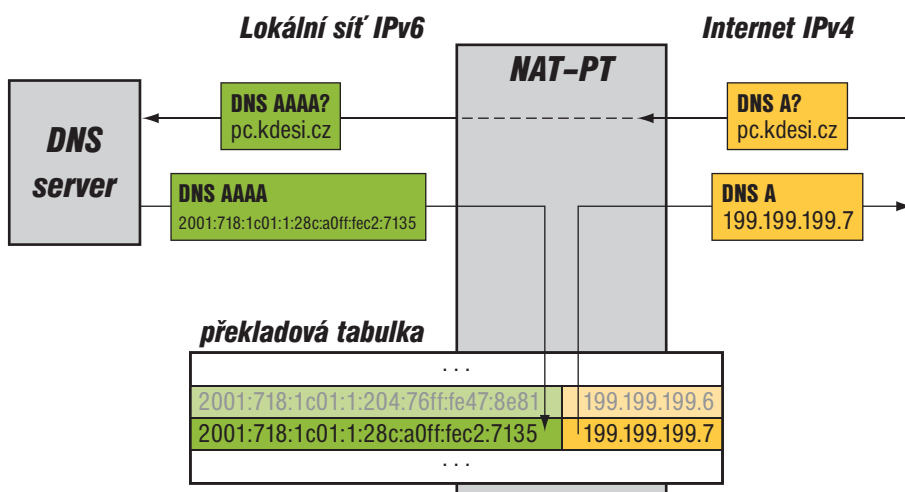 Lokální síť IPv6
Internet IPv4
NAT–PT
DNS AAAA?
pc.kdesi.cz
DNS A?
pc.kdesi.cz
DNS
server
DNS AAAA
2001:718:1c01:1:28c:a0ff:fec2:7135
DNS A
199.199.199.7
překladová tabulka
...
2001:718:1c01:1:204:76ff:fe47:8e81 199.199.199.6
2001:718:1c01:1:28c:a0ff:fec2:7135 199.199.199.7
...